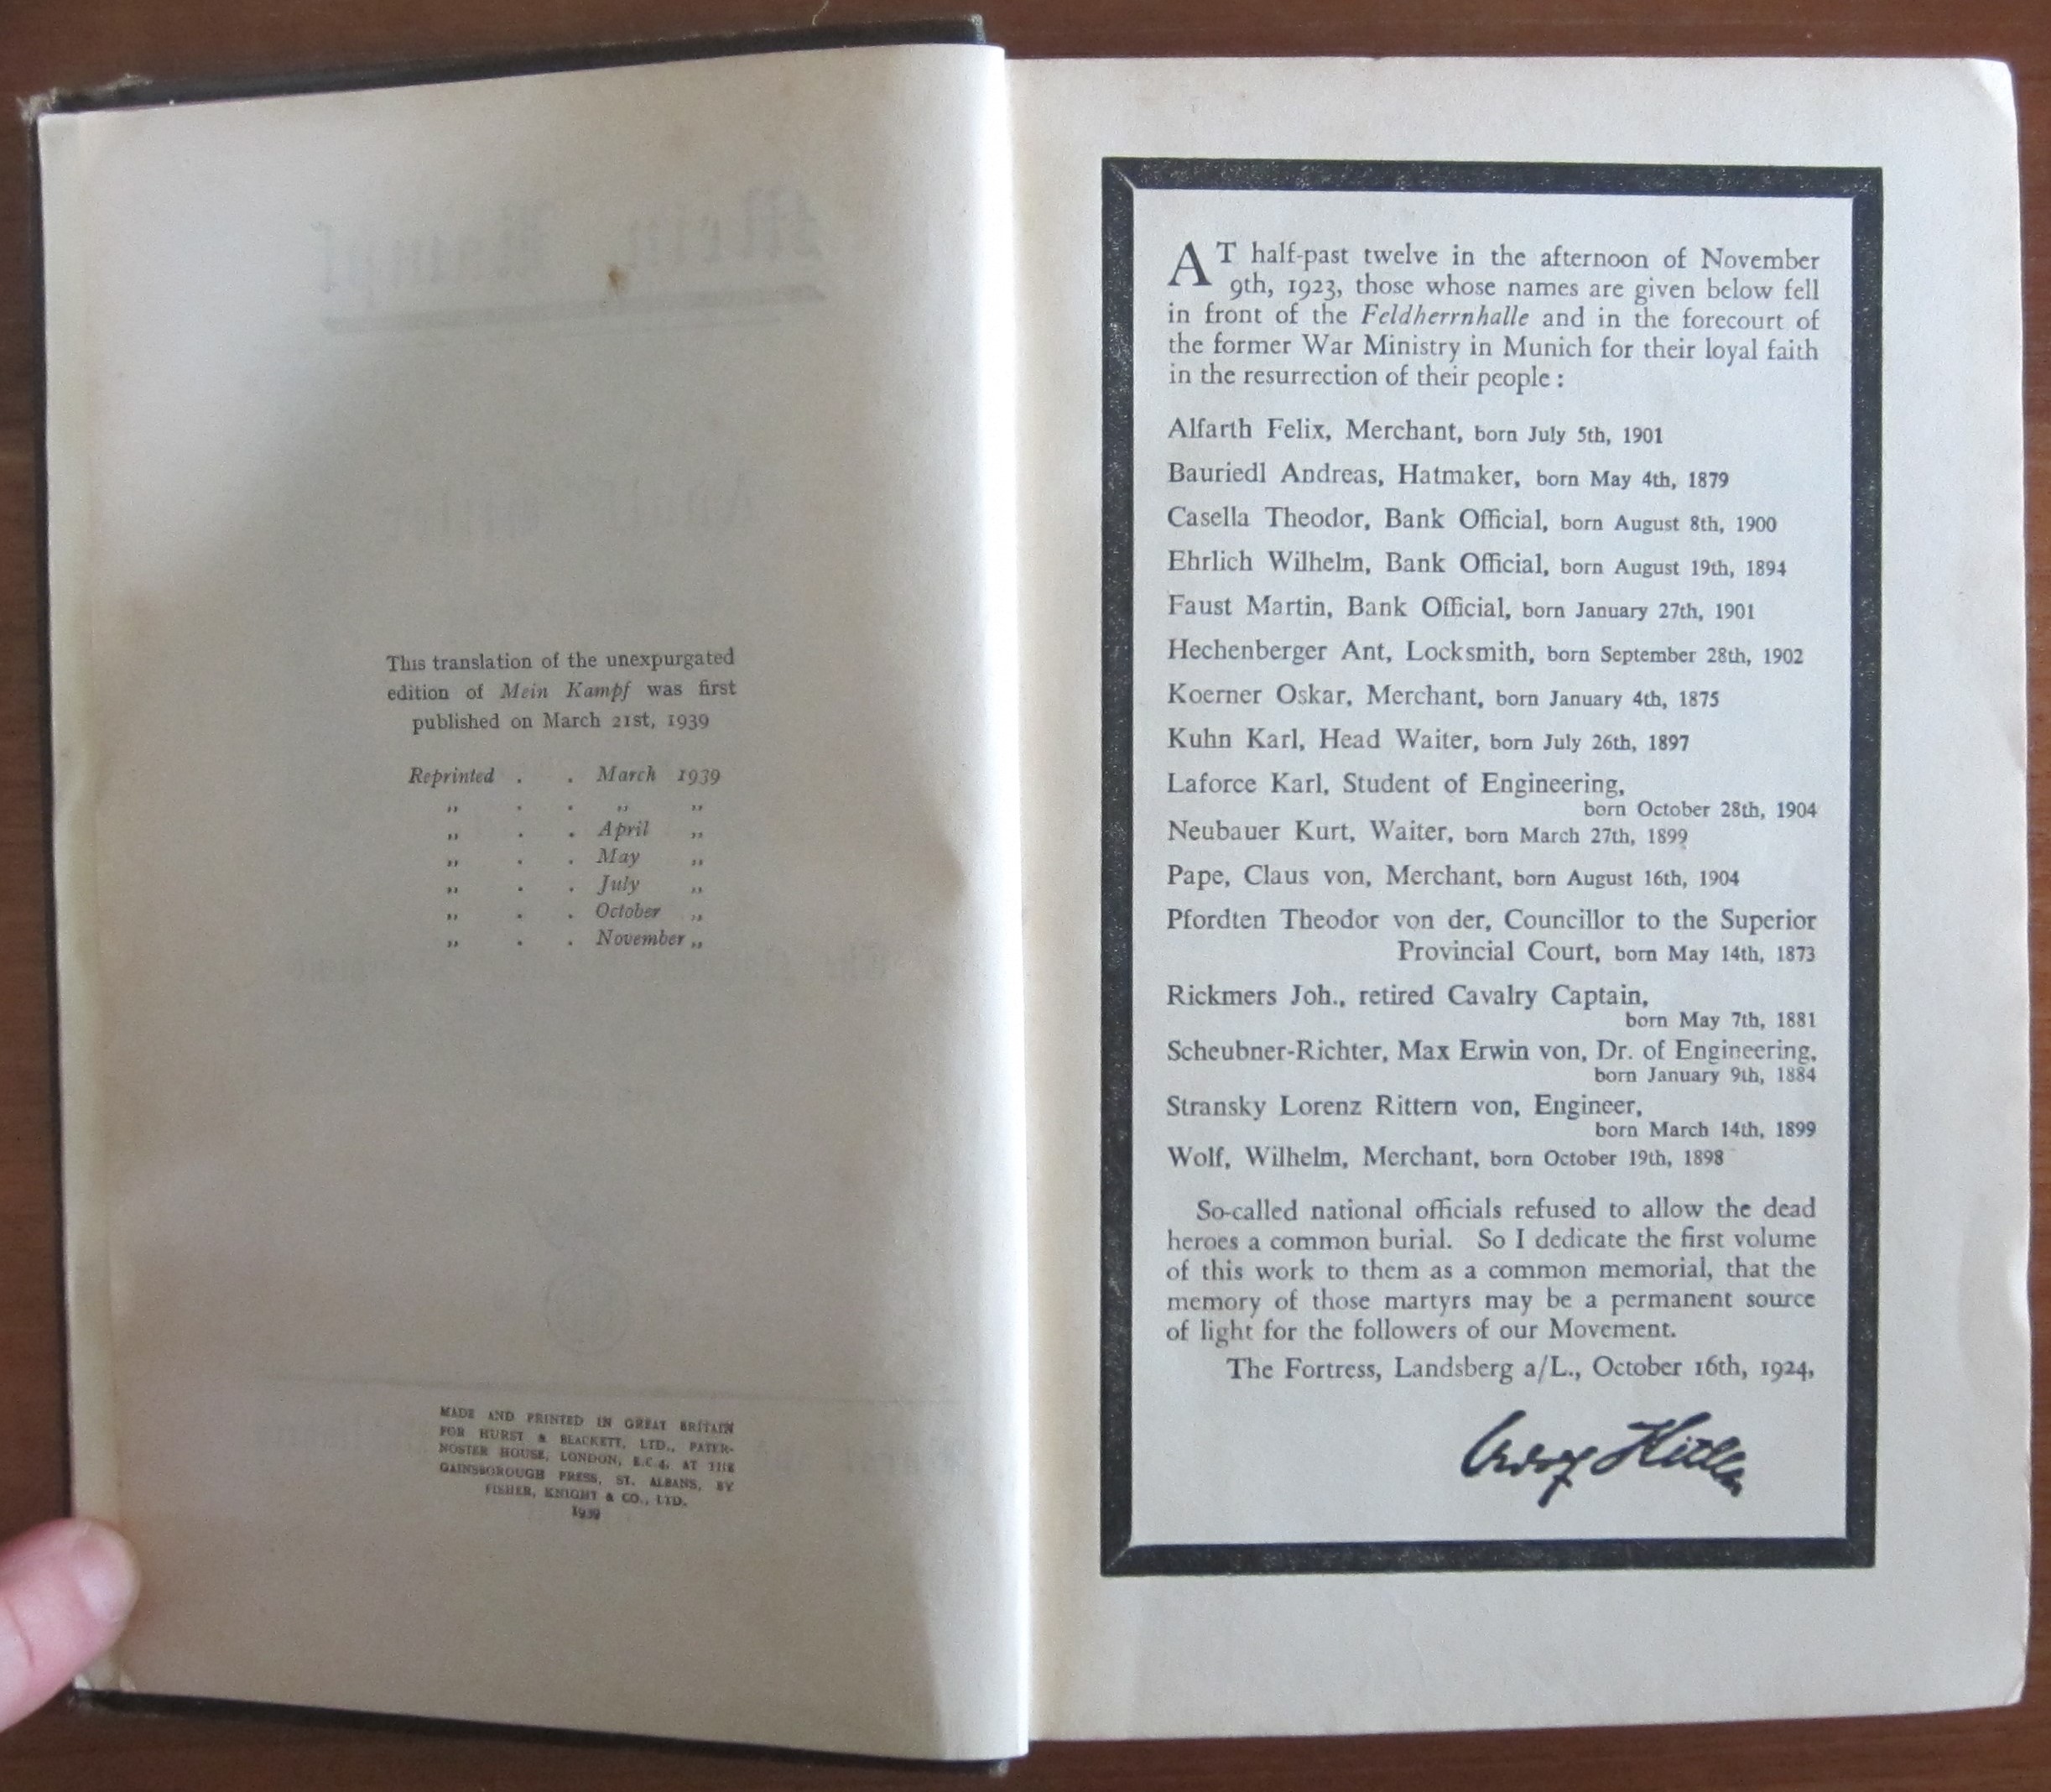 This translation of the unexpurgated
edition of Mein Kampf was first
published on March 21st, 1939
Reprinted . . March 1939
„ . . „ „
„ . . April „
„ . . May „
„ . . July „
„ . . October „
„ . . November „
MADE AND PRINTED IN GREAT BRITAIN
FOR HURST & BLACKETT, LTD., PATER-
NOSTER HOUSE, LONDON, E.C.4, AT THE
GAINSBOROUGH PRESS, ST. ALBANS, BY
FISHER, KNIGHT & CO., LTD.
1939
AT half-past twelve in the afternoon of November
9th, 1923, those whose names are given below fell
in front of the Feldherrnhalle and in the forecourt of
the former War Ministry in Munich for their loyal faith
in the resurrection of their people :
Alfarth Felix, Merchant, born July 5th, 1901
Bauriedl Andreas, Hatmaker, born May 4th, 1879
Casella Theodor, Bank Official, born August 8th, 1900
Ehrlich Wilhelm, Bank Official, born August 19th, 1894
Faust Martin, Bank Official, born January 27th, 1901
Hechenberger Ant, Locksmith, born September 28th, 1902
Koerner Oskar, Merchant, born January 4th, 1875
Kuhn Karl, Head Waiter, born July 26th, 1897
Laforce Karl, Student of Engineering,
born October 28th, 1904
Neubauer Kurt, Waiter, born March 27th, 1899
Pape, Claus von, Merchant, born August 16th, 1904
Pfordten Theodor von der, Councillor to the Superior
Provincial Court, born May 14th, 1873
Rickmers Joh., retired Cavalry Captain,
born May 7th, 1881
Scheubner-Richter, Max Erwin von, Dr. of Engineering,
born January 9th, 1884
Stransky Lorenz Rittern von, Engineer,
born March 14th, 1899
Wolf, Wilhelm, Merchant, born October 19th, 1898
So-called national officials refused to allow the dead
heroes a common burial. So I dedicate the first volume
of this work to them as a common memorial, that the
memory of those martyrs may be a permanent source
of light for the followers of our Movement.
The Fortress, Landsberg a/L., October 16th, 1924,
Adolf Hitler